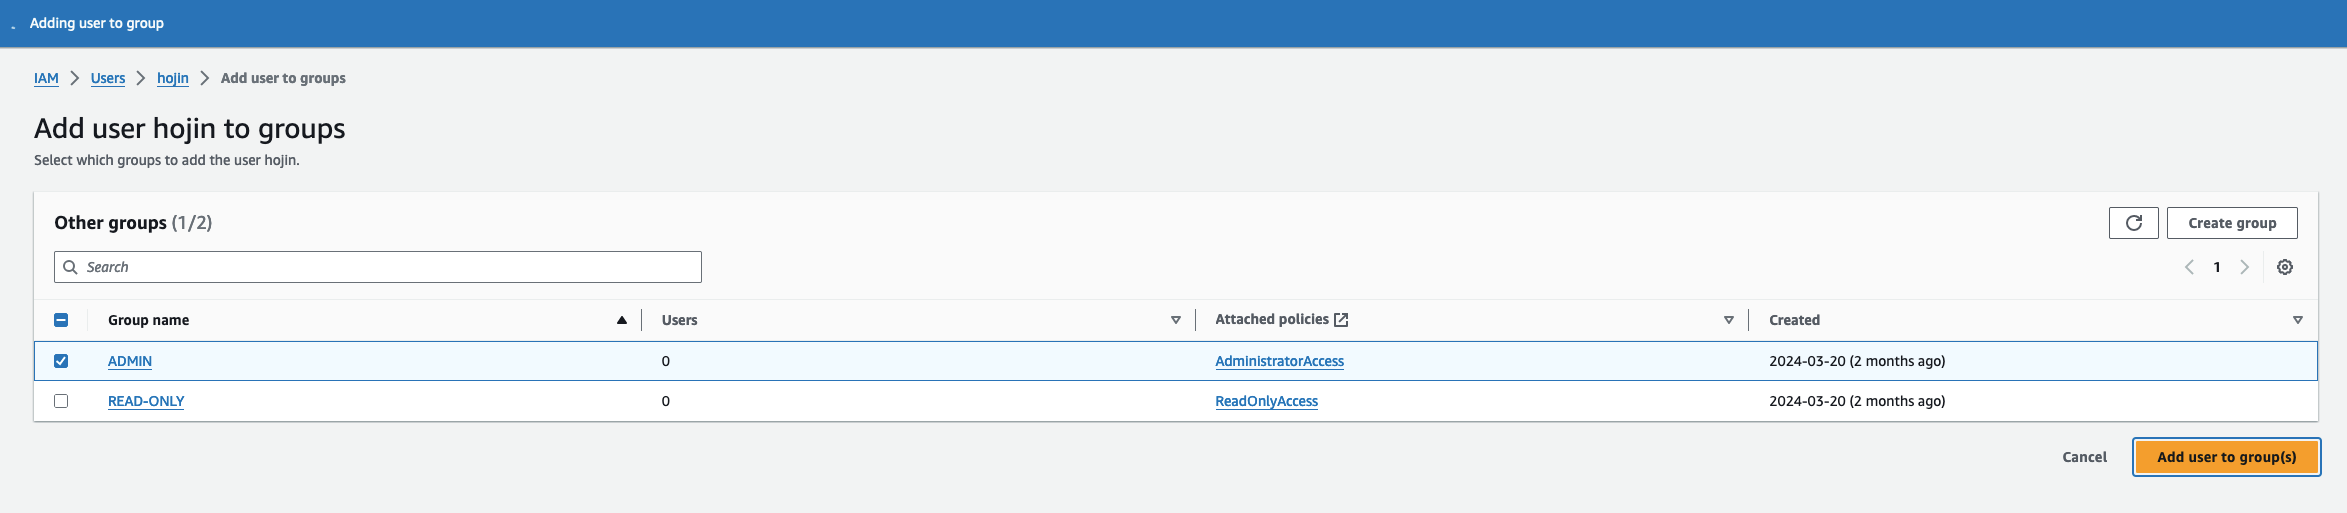 Adding user to group
IAM Users hojin Add user to groups
Add user hojin to groups
Select which groups to add the user hojin.
Other groups (1/2)
Create group
Search
1
Group name Users Attached policies Created
ADMIN 0 AdministratorAccess 2024-03-20 (2 months ago)
READ-ONLY 0 ReadOnlyAccess 2024-03-20 (2 months ago)
Cancel Add user to group(s)